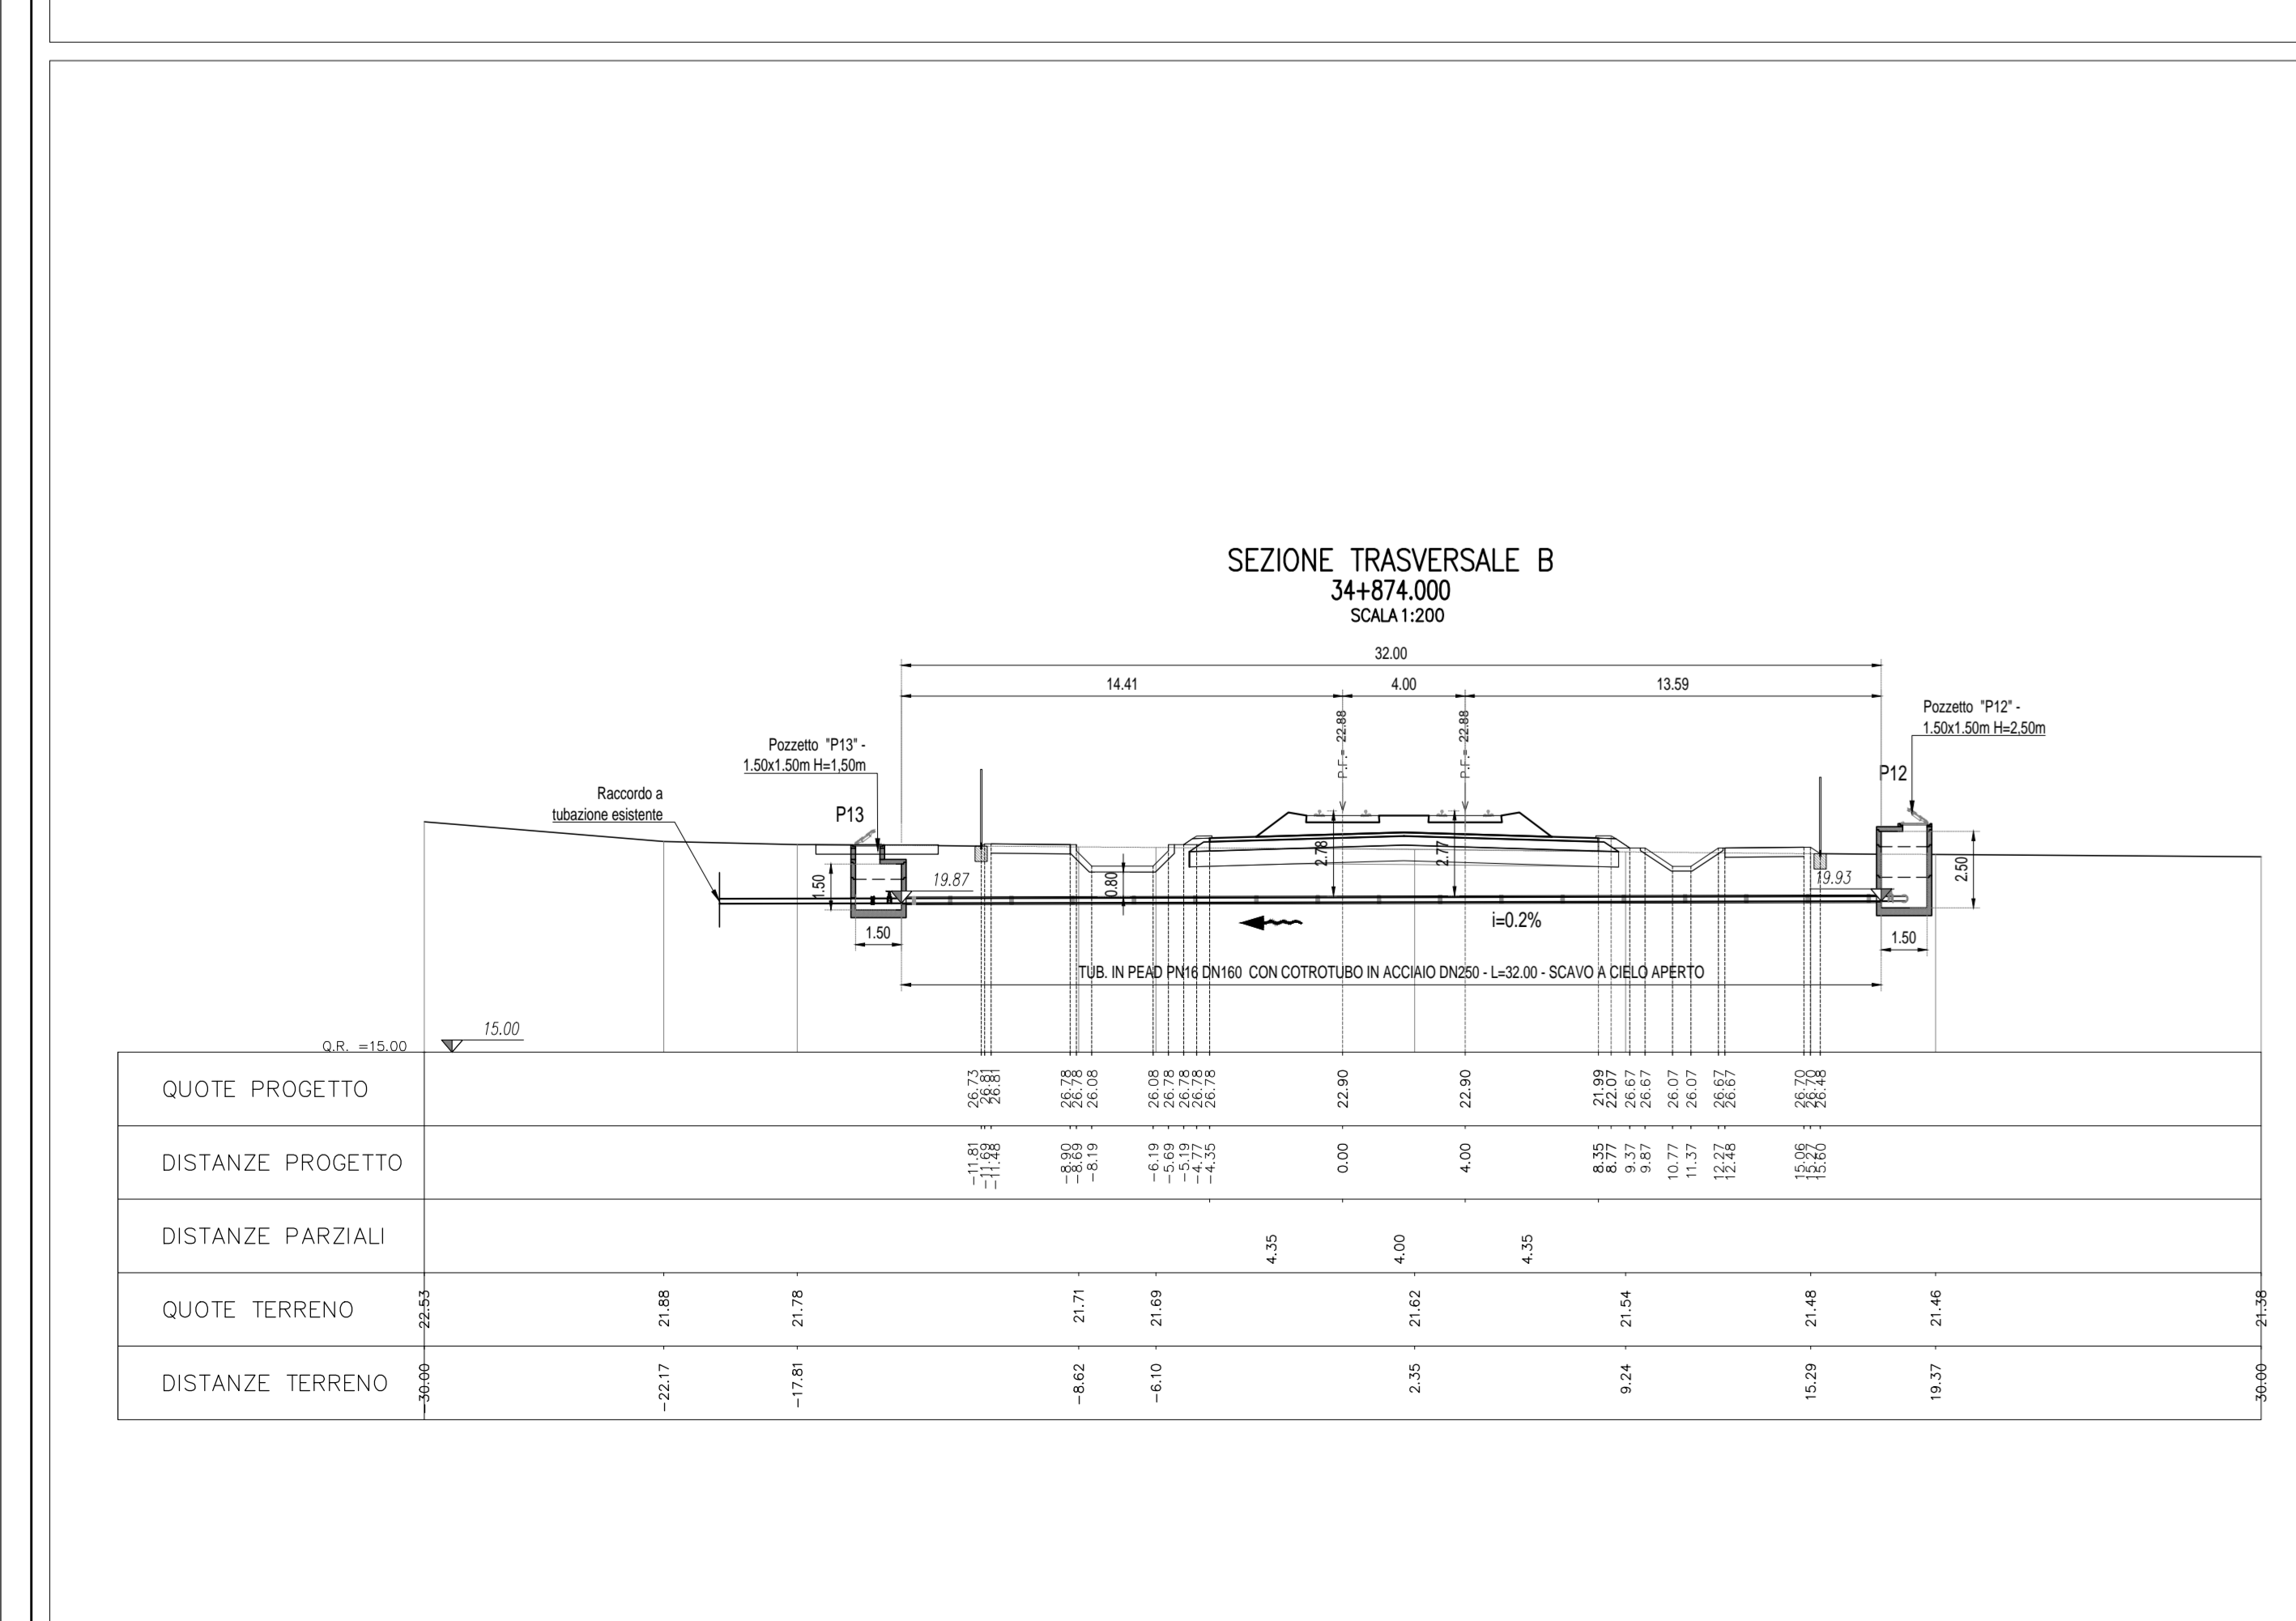 SEZIONE TRASVERSALE B
34+874.000
SCALA 1:200
32.00
14.41 4.00 13.59
P.F.= 22.88
P.F.= 22.88
Pozzetto "P12" -
1.50x1.50m H=2,50m
Pozzetto "P13" -
1.50x1.50m H=1,50m
P12
Raccordo a
tubazione esistente
P13
2.78
2.77
1.50
19.87
0.80
19.93
2.50
i=0.2%
1.50
1.50
TUB. IN PEAD PN16 DN160 CON COTROTUBO IN ACCIAIO DN250 - L=32.00 - SCAVO A CIELO APERTO
15.00
Q.R. =15.00
QUOTE PROGETTO 26.73 26.81 26.81 26.78 26.78 26.08 26.08 26.78 26.78 26.78 26.78 22.90 22.90 21.99 22.07 26.67 26.67 26.07 26.07 26.67 26.67 26.70 26.70 26.48
DISTANZE PROGETTO -11.81 -11.69 -11.48 -8.90 -8.69 -8.19 -6.19 -5.69 -5.19 -4.77 -4.35 0.00 4.00 8.35 8.77 9.37 9.87 10.77 11.37 12.27 12.48 15.06 15.27 15.60
DISTANZE PARZIALI 4.35 4.00 4.35
QUOTE TERRENO 22.53 21.88 21.78 21.71 21.69 21.62 21.54 21.48 21.46 21.38
DISTANZE TERRENO -30.00 -22.17 -17.81 -8.62 -6.10 2.35 9.24 15.29 19.37 30.00